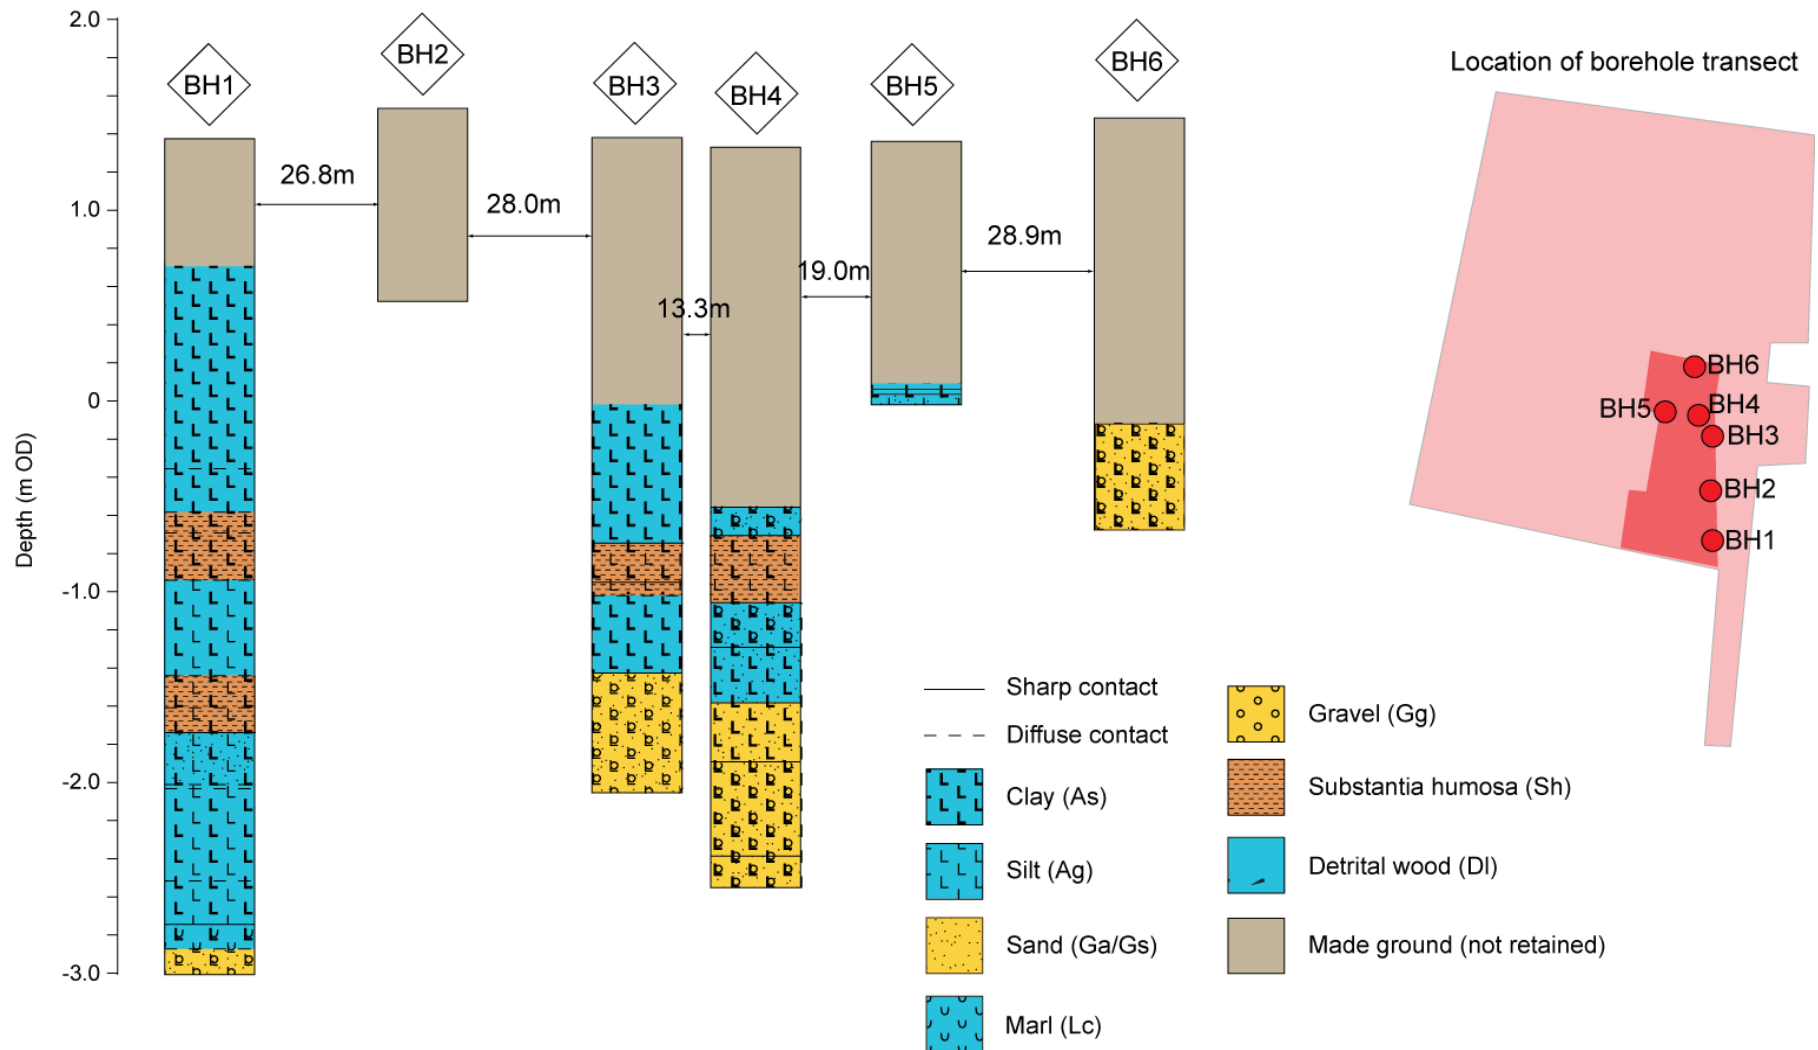 2.0
1.0
0
-1.0
-2.0
-3.0
Depth (m OD)
BH1
BH2
BH3
BH4
BH5
BH6
26.8m
28.0m
13.3m
19.0m
28.9m
Location of borehole transect
BH6
BH5
BH4
BH3
BH2
BH1
Sharp contact
Diffuse contact
Clay (As)
Silt (Ag)
Sand (Ga/Gs)
Marl (Lc)
Gravel (Gg)
Substantia humosa (Sh)
Detrital wood (Dl)
Made ground (not retained)